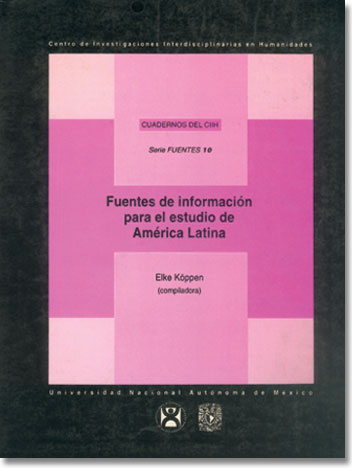 Centro de Investigaciones Interdisciplinarias en Humanidades
CUADERNOS DEL CIIH
Serie FUENTES 10
Fuentes de información
para el estudio de
América Latina
Elke Köppen
(compiladora)
Universidad Nacional Autónoma de Mexico